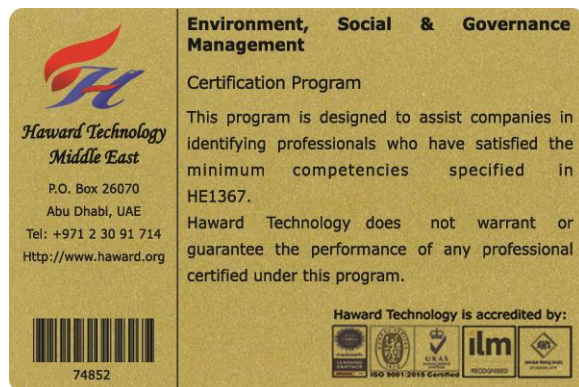 Haward Technology
Middle East
P.O. Box 26070
Abu Dhabi, UAE
Tel: +971 2 30 91 714
Http://www.haward.org
74852
Environment, Social & Governance
Management
Certification Program
This program is designed to assist companies in
identifying professionals who have satisfied the
minimum competencies specified in
HE1367.
Haward Technology does not warrant or
guarantee the performance of any professional
certified under this program.
Haward Technology is accredited by:
UKAS
ISO 9001:2015 Certified
ilm
RECOGNISED